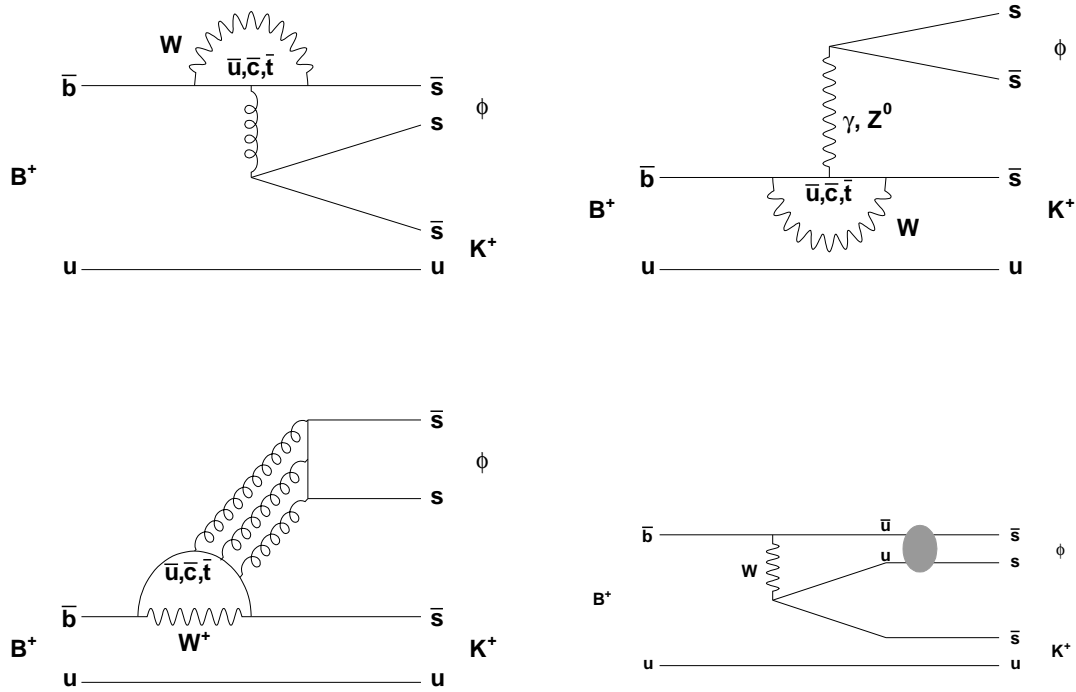 W
u̅,c̅,t̅
b̅ s̅
s ϕ
B⁺
s̅
K⁺
u u
s
ϕ
s̅
γ, Z⁰
b̅ s̅
u̅,c̅,t̅
B⁺ K⁺
W
u u
s̅
ϕ
s
u̅,c̅,t̅
b̅ s̅
W⁺
B⁺ K⁺
u u
b̅ u̅ s̅
u s ϕ
W
B⁺
s̅
K⁺
u u